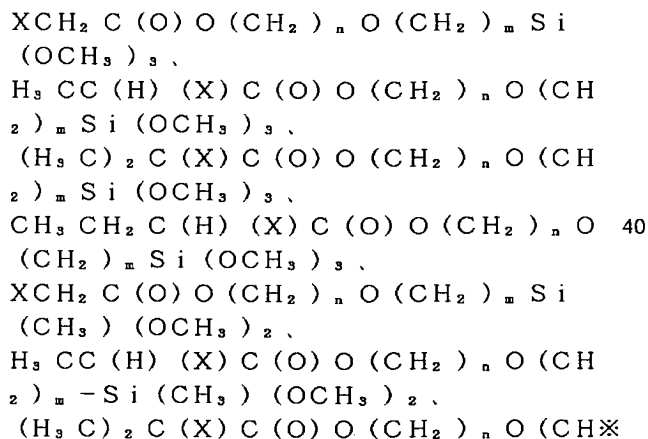 XCH₂C(O)O(CH₂)ₙO(CH₂)ₘSi
(OCH₃)₃、
H₃CC(H)(X)C(O)O(CH₂)ₙO(CH
₂)ₘSi(OCH₃)₃、
(H₃C)₂C(X)C(O)O(CH₂)ₙO(CH
₂)ₘSi(OCH₃)₃、
CH₃CH₂C(H)(X)C(O)O(CH₂)ₙO 40
(CH₂)ₘSi(OCH₃)₃、
XCH₂C(O)O(CH₂)ₙO(CH₂)ₘSi
(CH₃)(OCH₃)₂、
H₃CC(H)(X)C(O)O(CH₂)ₙO(CH
₂)ₘ-Si(CH₃)(OCH₃)₂、
(H₃C)₂C(X)C(O)O(CH₂)ₙO(CH※